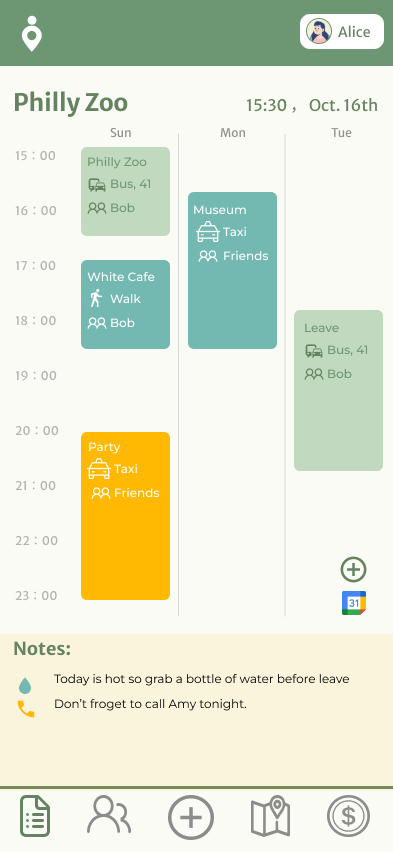 Alice
Philly Zoo
15:30 , Oct. 16th
Sun Mon Tue
15 : 00
16 : 00
17 : 00
18 : 00
19 : 00
20 : 00
21 : 00
22 : 00
23 : 00
Philly Zoo
Bus, 41
Bob
White Cafe
Walk
Bob
Party
Taxi
Friends
Museum
Taxi
Friends
Leave
Bus, 41
Bob
31
Notes:
Today is hot so grab a bottle of water before leave
Don't froget to call Amy tonight.
$